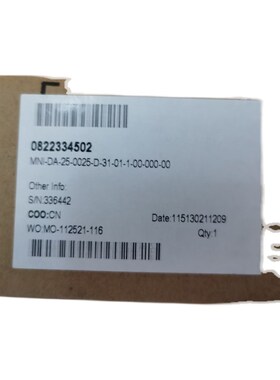 0822334502
MNI-DA-25-0025-D-31-01-1-00-000-00
Other Info:
S/N:336442
COO:CN Date:115130211209
WO:MO-112521-116 Qty:1